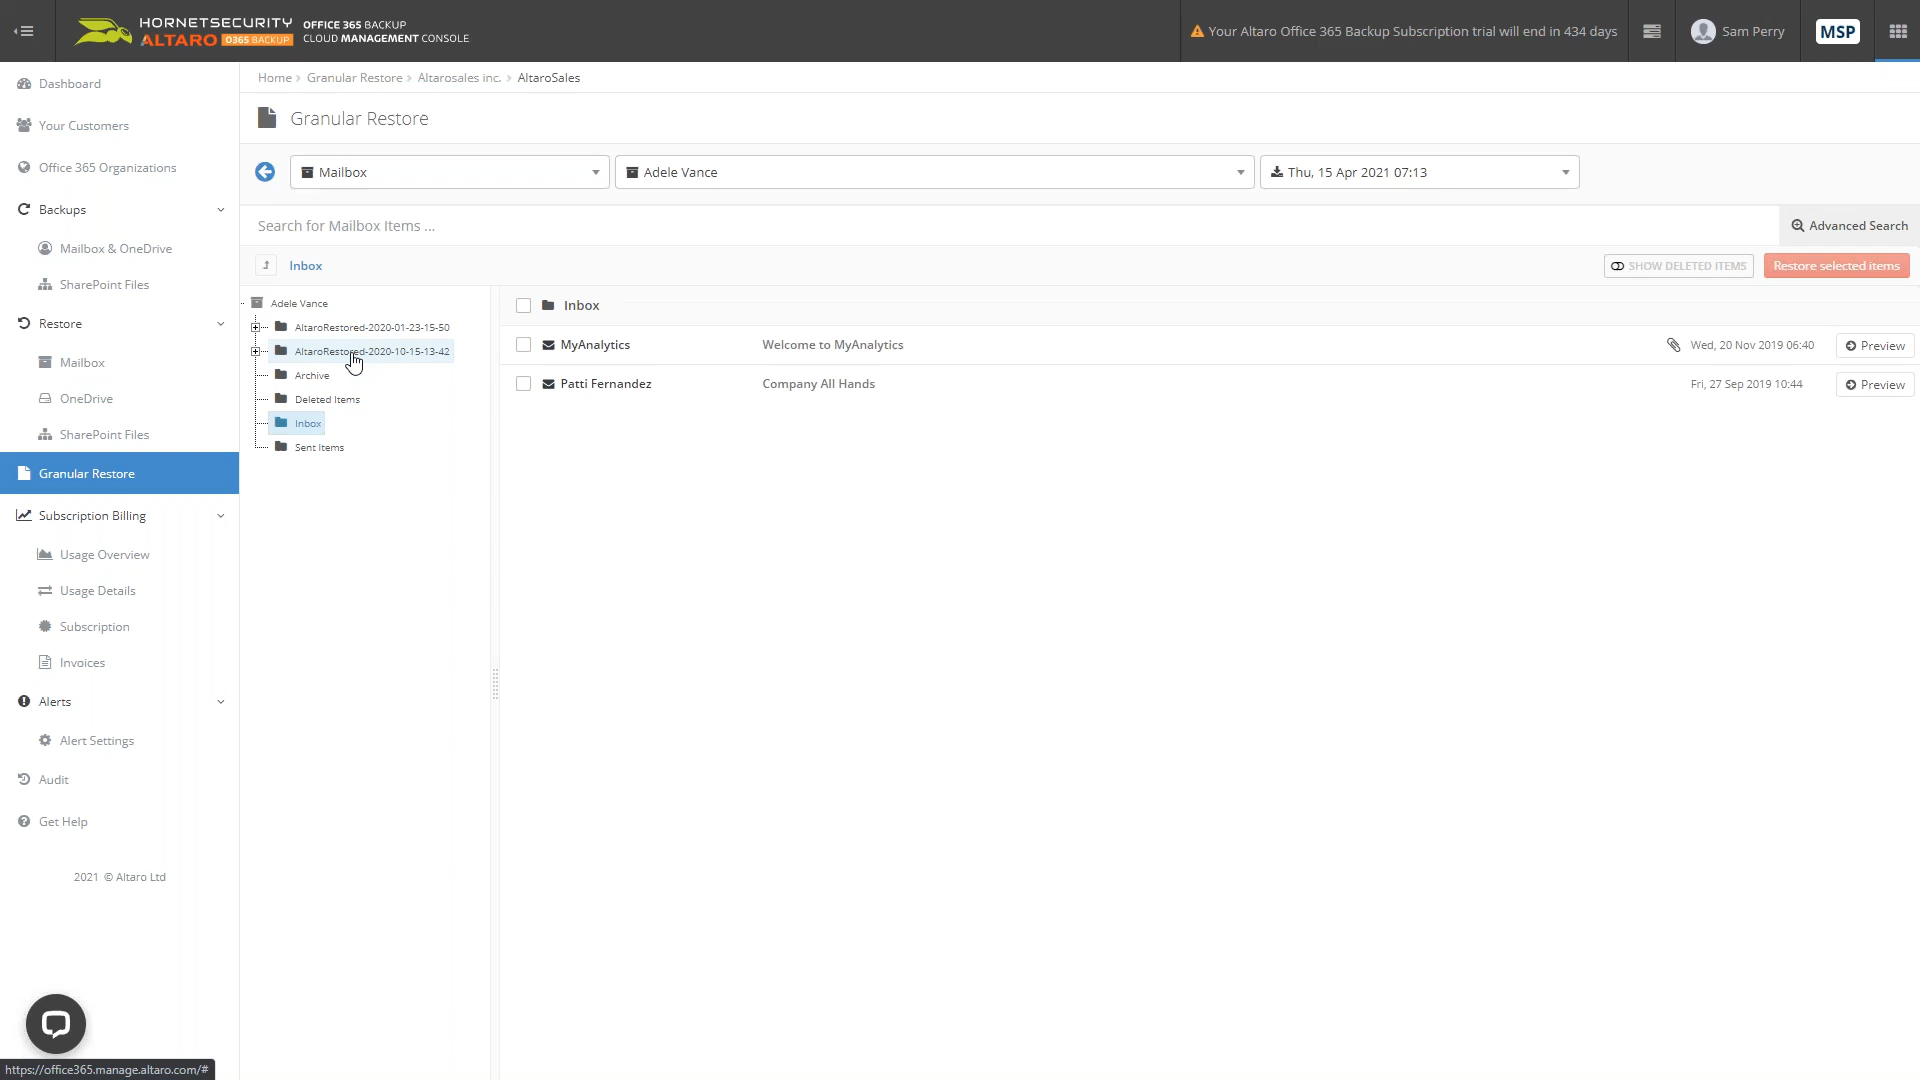 HORNETSECURITY
ALTARO O365 BACKUP
OFFICE 365 BACKUP
CLOUD MANAGEMENT CONSOLE
Your Altaro Office 365 Backup Subscription trial will end in 434 days
Sam Perry
MSP
Dashboard
Your Customers
Office 365 Organizations
Backups
Mailbox & OneDrive
SharePoint Files
Restore
Mailbox
OneDrive
SharePoint Files
Granular Restore
Subscription Billing
Usage Overview
Usage Details
Subscription
Invoices
Alerts
Alert Settings
Audit
Get Help
2021 © Altaro Ltd
https://office365.manage.altaro.com/#
Home › Granular Restore › Altarosales inc. › AltaroSales
Granular Restore
Mailbox
Adele Vance
Thu, 15 Apr 2021 07:13
Search for Mailbox Items ...
Advanced Search
Inbox
SHOW DELETED ITEMS
Restore selected items
Adele Vance
AltaroRestored-2020-01-23-15-50
AltaroRestored-2020-10-15-13-42
Archive
Deleted Items
Inbox
Sent Items
Inbox
MyAnalytics Welcome to MyAnalytics Wed, 20 Nov 2019 06:40 Preview
Patti Fernandez Company All Hands Fri, 27 Sep 2019 10:44 Preview